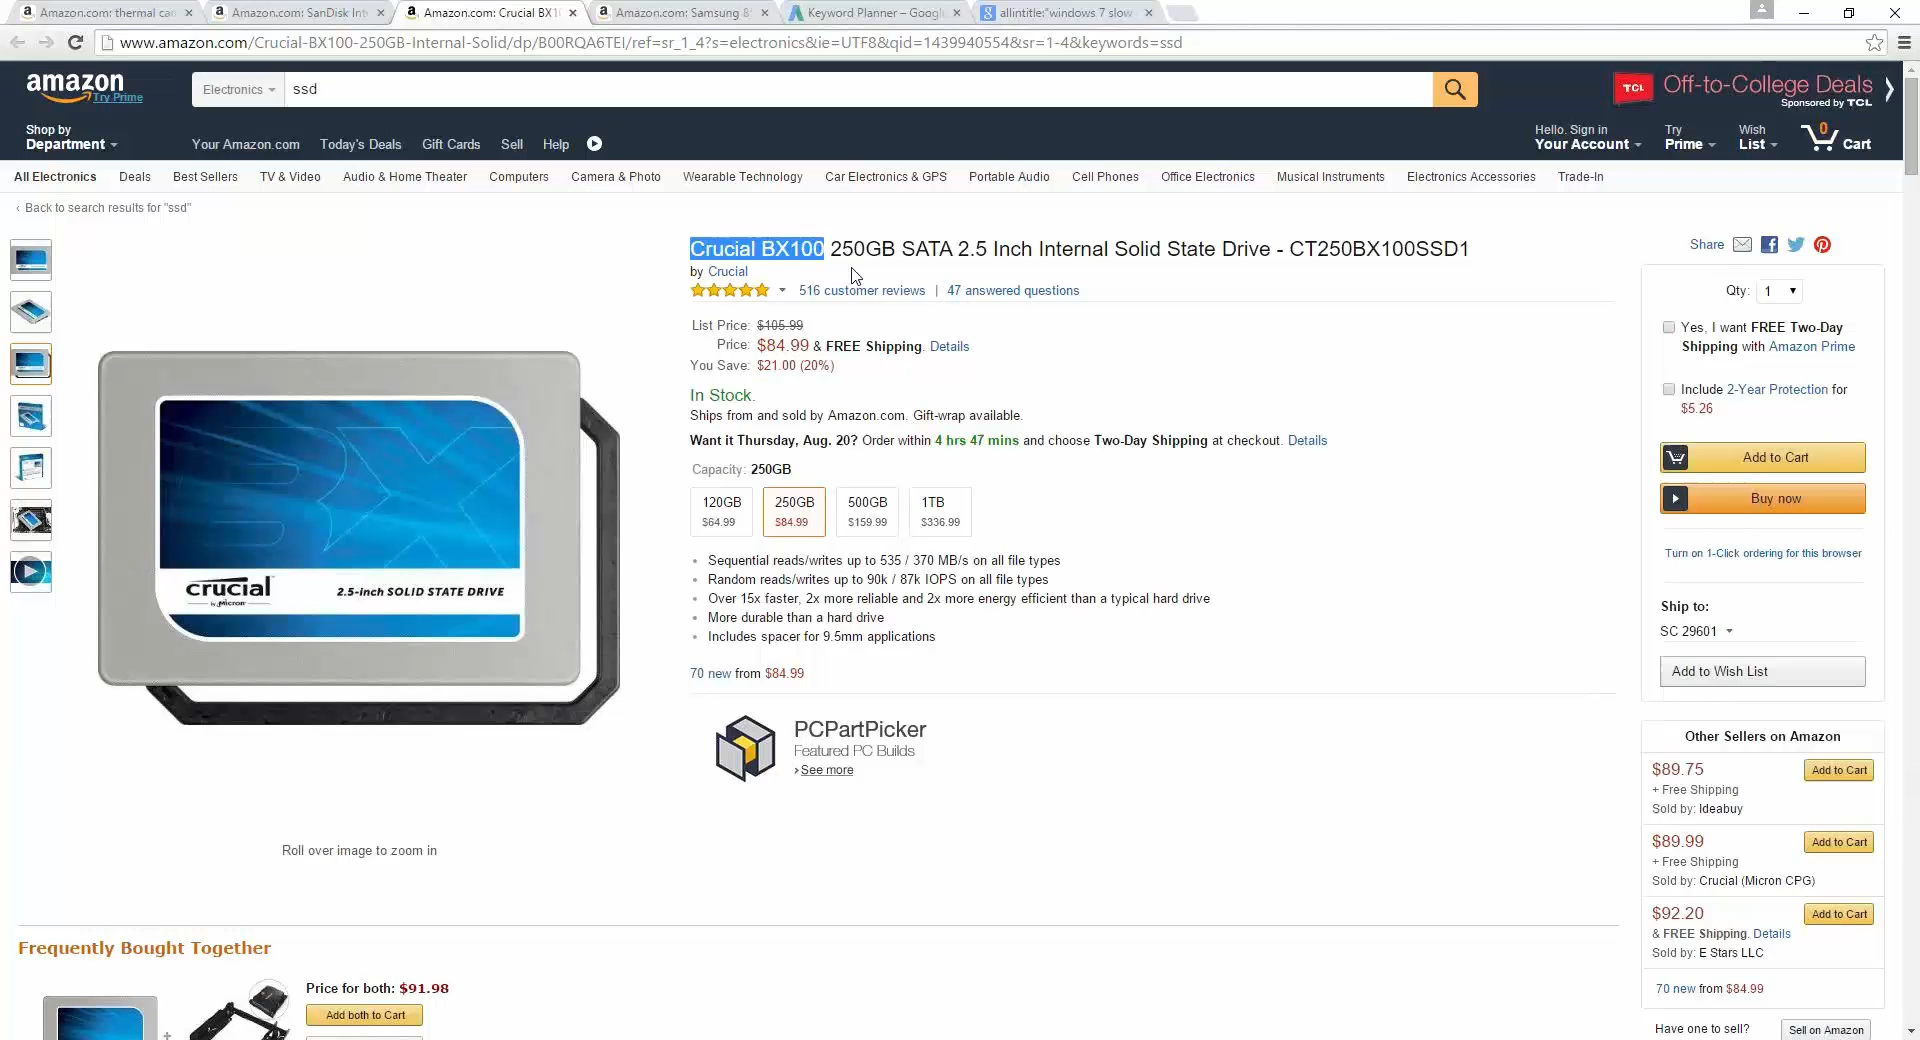 Amazon.com: thermal can
Amazon.com: SanDisk Int
Amazon.com: Crucial BX1
Amazon.com: Samsung 8
Keyword Planner – Googl
allintitle:"windows 7 slow
www.amazon.com/Crucial-BX100-250GB-Internal-Solid/dp/B00RQA6TEI/ref=sr_1_4?s=electronics&ie=UTF8&qid=1439940554&sr=1-4&keywords=ssd
amazon
Try Prime
Electronics
ssd
TCL
Off-to-College Deals
Sponsored by TCL
Shop by
Department
Your Amazon.com
Today's Deals
Gift Cards
Sell
Help
Hello. Sign in
Your Account
Try
Prime
Wish
List
0
Cart
All Electronics
Deals
Best Sellers
TV & Video
Audio & Home Theater
Computers
Camera & Photo
Wearable Technology
Car Electronics & GPS
Portable Audio
Cell Phones
Office Electronics
Musical Instruments
Electronics Accessories
Trade-In
‹ Back to search results for "ssd"
Crucial BX100 250GB SATA 2.5 Inch Internal Solid State Drive - CT250BX100SSD1
by Crucial
516 customer reviews | 47 answered questions
List Price: $105.99
Price: $84.99 & FREE Shipping. Details
You Save: $21.00 (20%)
In Stock.
Ships from and sold by Amazon.com. Gift-wrap available.
Want it Thursday, Aug. 20? Order within 4 hrs 47 mins and choose Two-Day Shipping at checkout. Details
Capacity: 250GB
120GB
$64.99
250GB
$84.99
500GB
$159.99
1TB
$336.99
• Sequential reads/writes up to 535 / 370 MB/s on all file types
• Random reads/writes up to 90k / 87k IOPS on all file types
• Over 15x faster, 2x more reliable and 2x more energy efficient than a typical hard drive
• More durable than a hard drive
• Includes spacer for 9.5mm applications
70 new from $84.99
PCPartPicker
Featured PC Builds
› See more
BX
crucial
by Micron
2.5-inch SOLID STATE DRIVE
Roll over image to zoom in
Share
Qty: 1
Yes, I want FREE Two-Day
Shipping with Amazon Prime
Include 2-Year Protection for
$5.26
Add to Cart
Buy now
Turn on 1-Click ordering for this browser
Ship to:
SC 29601
Add to Wish List
Other Sellers on Amazon
$89.75
Add to Cart
+ Free Shipping
Sold by: Ideabuy
$89.99
Add to Cart
+ Free Shipping
Sold by: Crucial (Micron CPG)
$92.20
Add to Cart
& FREE Shipping. Details
Sold by: E Stars LLC
70 new from $84.99
Have one to sell?
Sell on Amazon
Frequently Bought Together
Price for both: $91.98
Add both to Cart
+